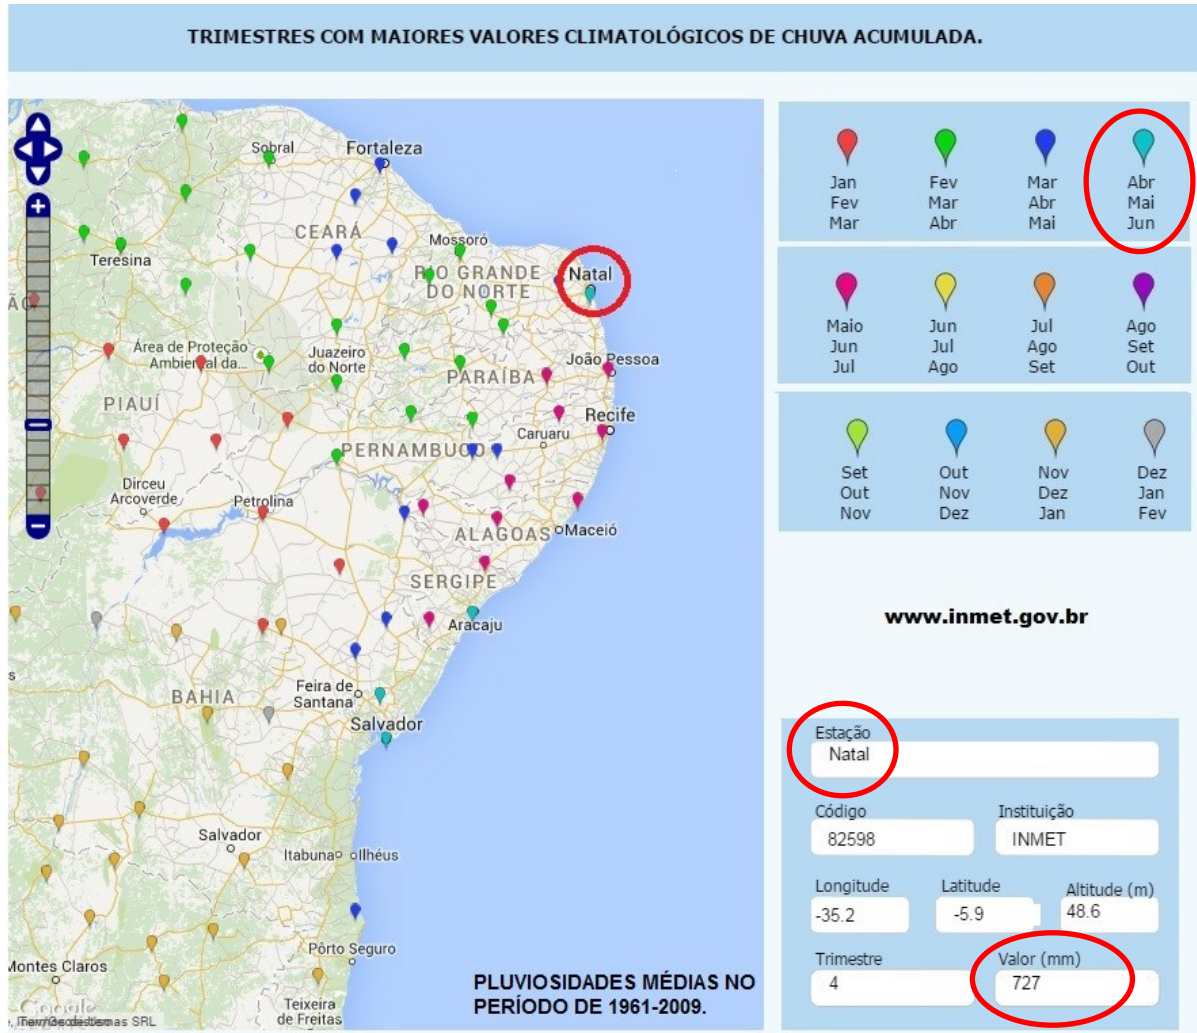 TRIMESTRES COM MAIORES VALORES CLIMATOLÓGICOS DE CHUVA ACUMULADA.
Sobral
Fortaleza
CEARÁ
Mossoró
Teresina
RIO GRANDE
DO NORTE
Natal
ÃO
Área de Proteção
Ambiental da...
Juazeiro
do Norte
João Pessoa
PARAÍBA
PIAUÍ
Recife
Caruaru
PERNAMBUCO
Dirceu
Arcoverde
Petrolina
ALAGOAS
Maceió
SERGIPE
Aracaju
s
BAHIA
Feira de
Santana
Salvador
Salvador
Itabuna
Ilhéus
Pôrto Seguro
Montes Claros
Teixeira
de Freitas
Google
PLUVIOSIDADES MÉDIAS NO
PERÍODO DE 1961-2009.
Jan
Fev
Mar
Fev
Mar
Abr
Mar
Abr
Mai
Abr
Mai
Jun
Maio
Jun
Jul
Jun
Jul
Ago
Jul
Ago
Set
Ago
Set
Out
Set
Out
Nov
Out
Nov
Dez
Nov
Dez
Jan
Dez
Jan
Fev
www.inmet.gov.br
Estação
Natal
Código
82598
Instituição
INMET
Longitude
-35.2
Latitude
-5.9
Altitude (m)
48.6
Trimestre
4
Valor (mm)
727